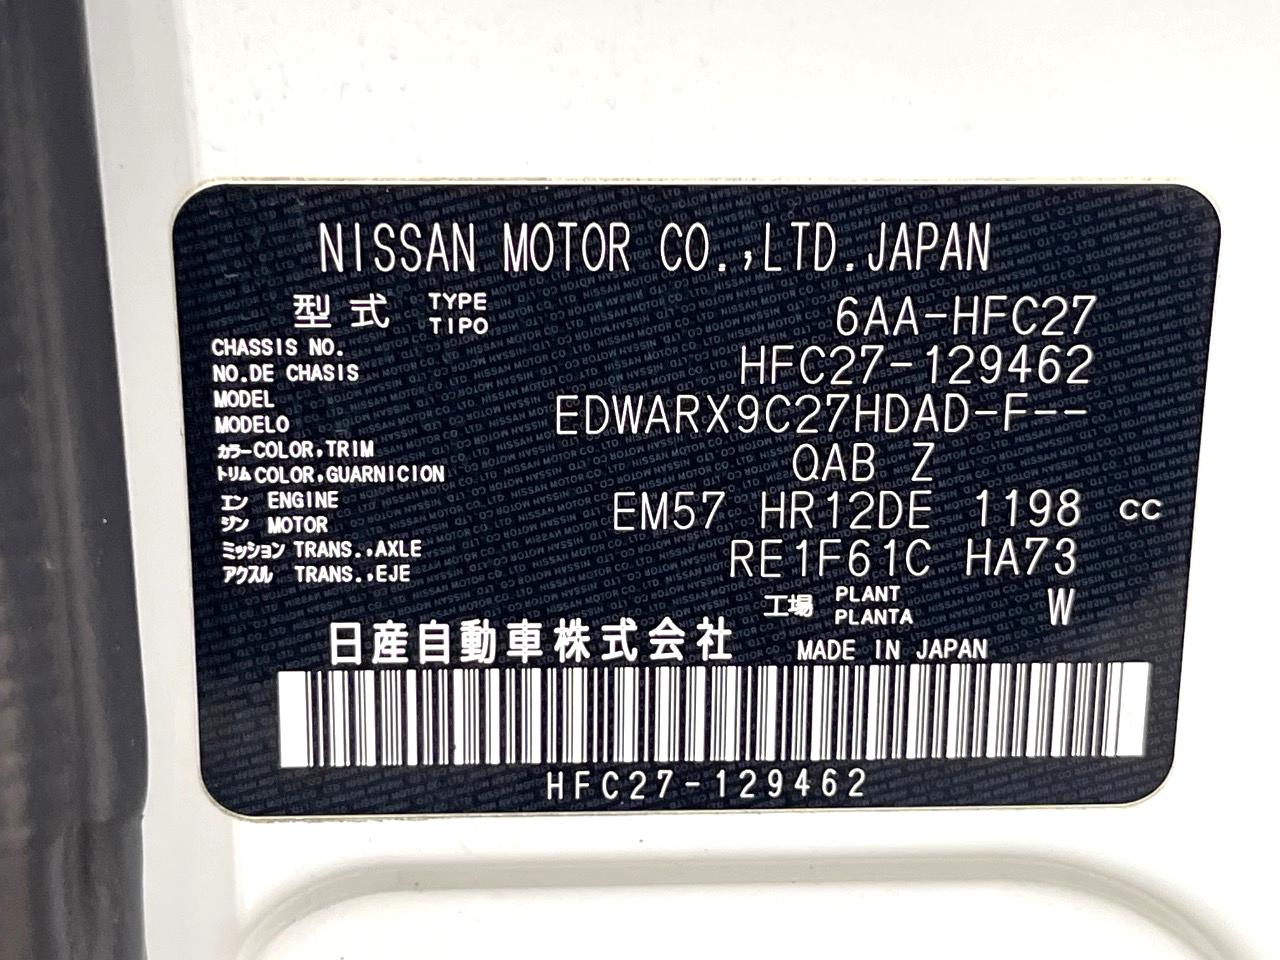 NISSAN MOTOR CO.,LTD.JAPAN
型式 TYPE TIPO 6AA-HFC27
CHASSIS NO. NO.DE CHASIS HFC27-129462
MODEL MODELO EDWARX9C27HDAD-F--
カラー COLOR,TRIM トリム COLOR,GUARNICION QAB Z
エンジン ENGINE MOTOR EM57 HR12DE 1198 CC
ミッション TRANS.,AXLE アクスル TRANS.,EJE RE1F61C HA73
工場 PLANT PLANTA W
日産自動車株式会社 MADE IN JAPAN
HFC27-129462